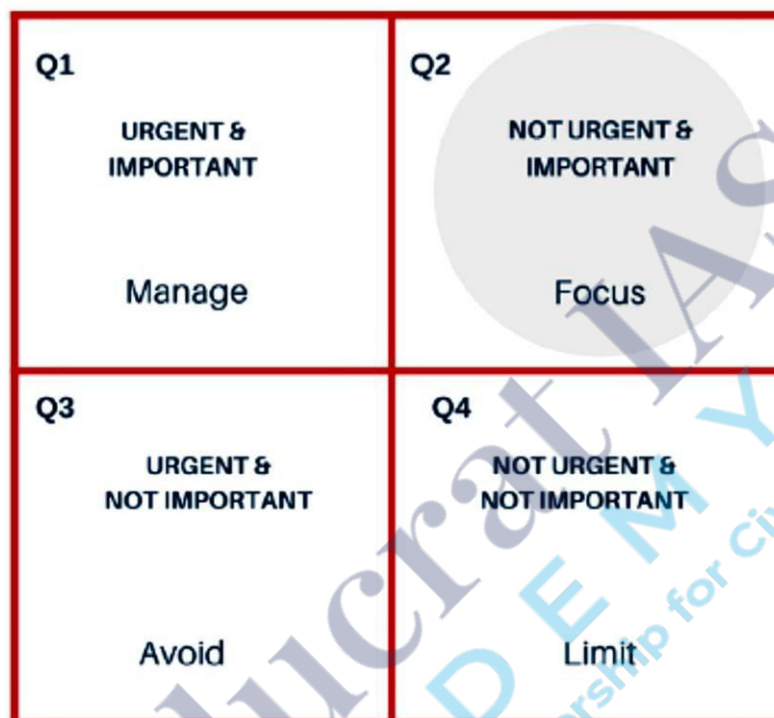 Q1
URGENT &
IMPORTANT
Manage
Q2
NOT URGENT &
IMPORTANT
Focus
Q3
URGENT &
NOT IMPORTANT
Avoid
Q4
NOT URGENT &
NOT IMPORTANT
Limit
IAS